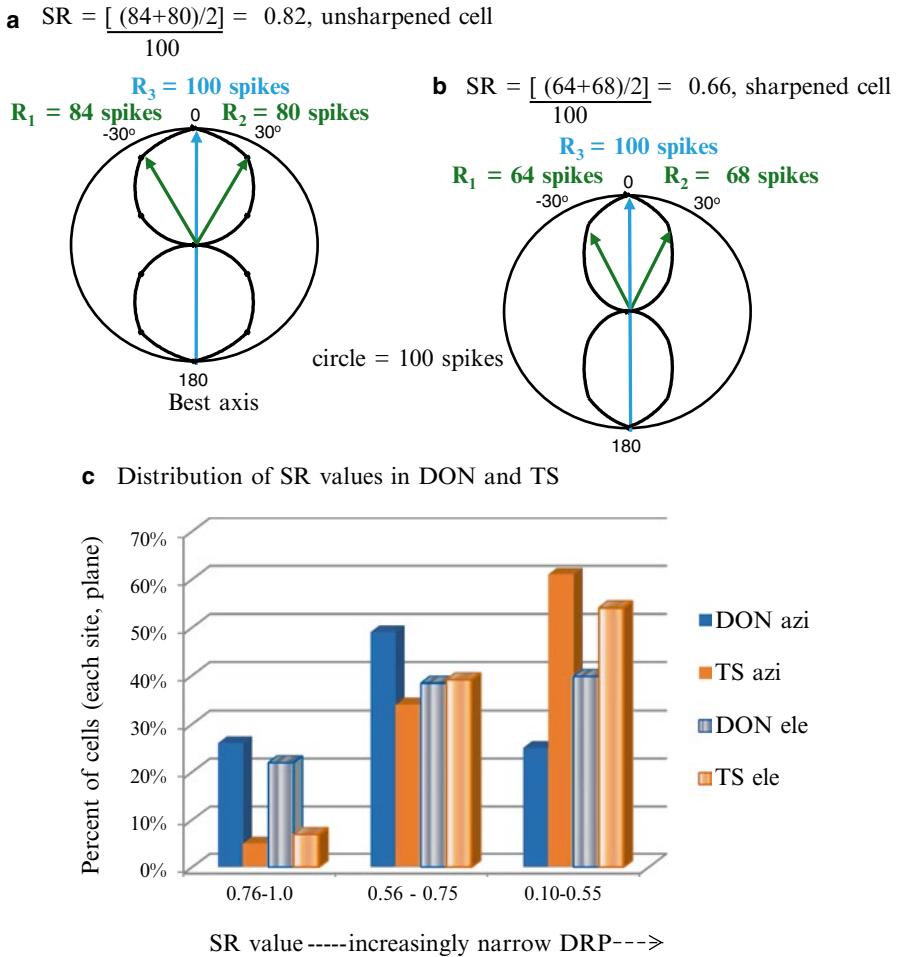 a SR = [ (84+80)/2] = 0.82, unsharpened cell
100
R3 = 100 spikes
R1 = 84 spikes 0 R2 = 80 spikes
-30o 30o
180
Best axis
b SR = [ (64+68)/2] = 0.66, sharpened cell
100
R3 = 100 spikes
R1 = 64 spikes 0 R2 = 68 spikes
-30o 30o
circle = 100 spikes
180
c Distribution of SR values in DON and TS
Percent of cells (each site, plane)
70%
60%
50%
40%
30%
20%
10%
0%
0.76-1.0 0.56 - 0.75 0.10-0.55
SR value -----increasingly narrow DRP--->
DON azi
TS azi
DON ele
TS ele